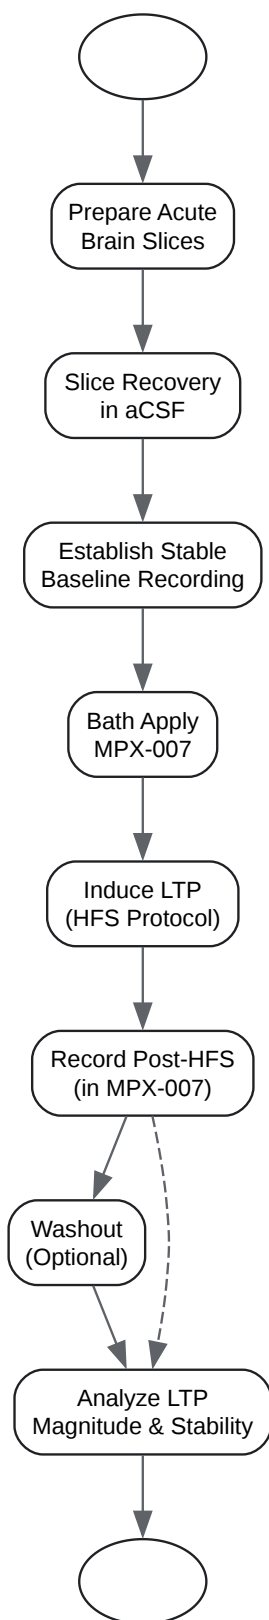 Prepare Acute
Brain Slices
Slice Recovery
in aCSF
Establish Stable
Baseline Recording
Bath Apply
MPX-007
Induce LTP
(HFS Protocol)
Record Post-HFS
(in MPX-007)
Washout
(Optional)
Analyze LTP
Magnitude & Stability